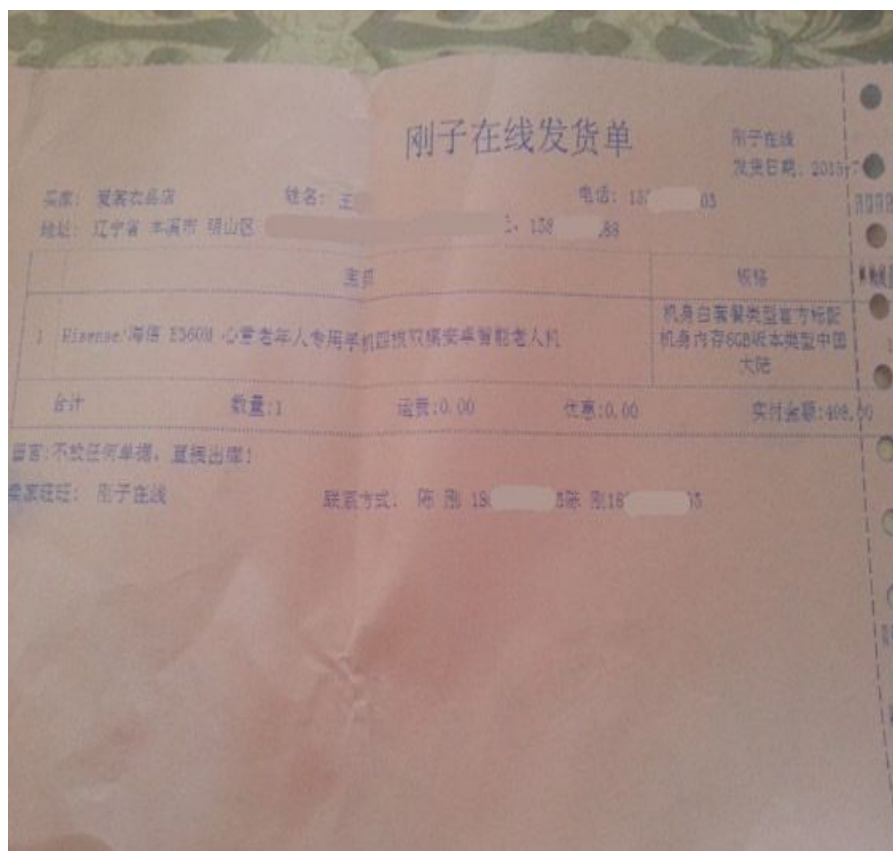 刚子在线发货单
刚子在线
发货日期: 2015-7
买家: 爱家衣品店 姓名: 王 电话: 135 03
地址: 辽宁省 本溪市 明山区 138 88
宝贝 规格
1 Hisense/海信 E360M 心意老年人专用手机四核双模安卓智能老人机 机身白套餐类型官方标配
机身内存8GB版本类型中国
大陆
合计 数量:1 运费:0.00 优惠:0.00 实付金额:498.00
留言:不放任何单据，直接出库!
卖家旺旺: 刚子在线 联系方式: 陈 刚 18 陈 刚18